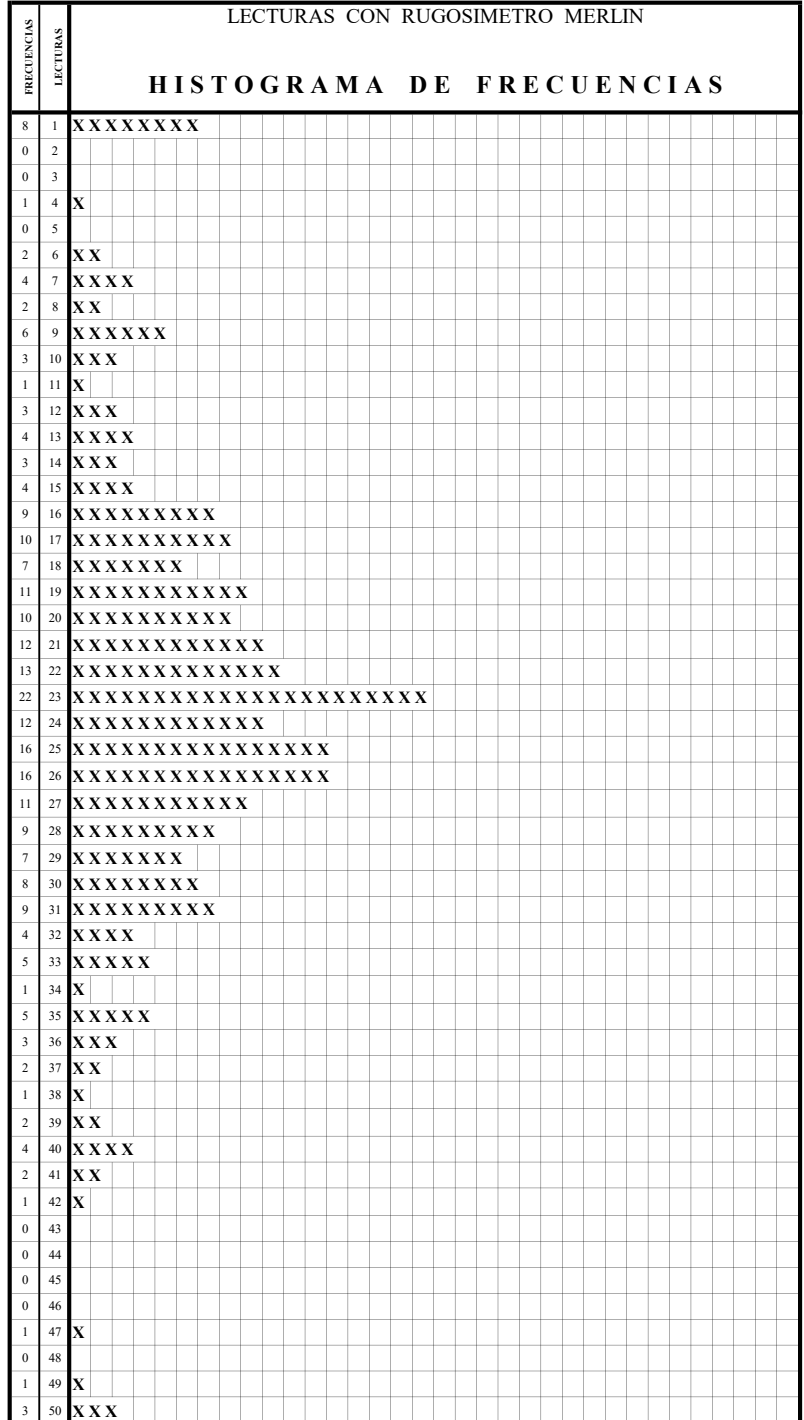 LECTURAS CON RUGOSIMETRO MERLIN
FRECUENCIAS
LECTURAS
HISTOGRAMA DE FRECUENCIAS
8 1 XXXXXXXX
0 2
0 3
1 4 X
0 5
2 6 XX
4 7 XXXX
2 8 XX
6 9 XXXXXX
3 10 XXX
1 11 X
3 12 XXX
4 13 XXXX
3 14 XXX
4 15 XXXX
9 16 XXXXXXXXX
10 17 XXXXXXXXXX
7 18 XXXXXXX
11 19 XXXXXXXXXXX
10 20 XXXXXXXXXX
12 21 XXXXXXXXXXXX
13 22 XXXXXXXXXXXXX
22 23 XXXXXXXXXXXXXXXXXXXXXX
12 24 XXXXXXXXXXXX
16 25 XXXXXXXXXXXXXXXX
16 26 XXXXXXXXXXXXXXXX
11 27 XXXXXXXXXXX
9 28 XXXXXXXXX
7 29 XXXXXXX
8 30 XXXXXXXX
9 31 XXXXXXXXX
4 32 XXXX
5 33 XXXXX
1 34 X
5 35 XXXXX
3 36 XXX
2 37 XX
1 38 X
2 39 XX
4 40 XXXX
2 41 XX
1 42 X
0 43
0 44
0 45
0 46
1 47 X
0 48
1 49 X
3 50 XXX